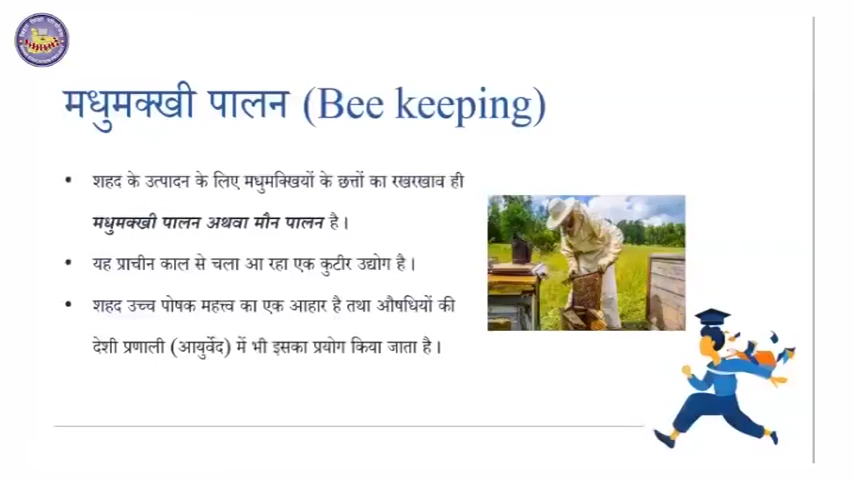 मधुमक्खी पालन (Bee keeping)
• शहद के उत्पादन के लिए मधुमक्खियों के छत्तों का रखरखाव ही
मधुमक्खी पालन अथवा मौन पालन है ।
• यह प्राचीन काल से चला आ रहा एक कुटीर उद्योग है ।
• शहद उच्च पोषक महत्त्व का एक आहार है तथा औषधियों की
देशी प्रणाली (आयुर्वेद) में भी इसका प्रयोग किया जाता है ।